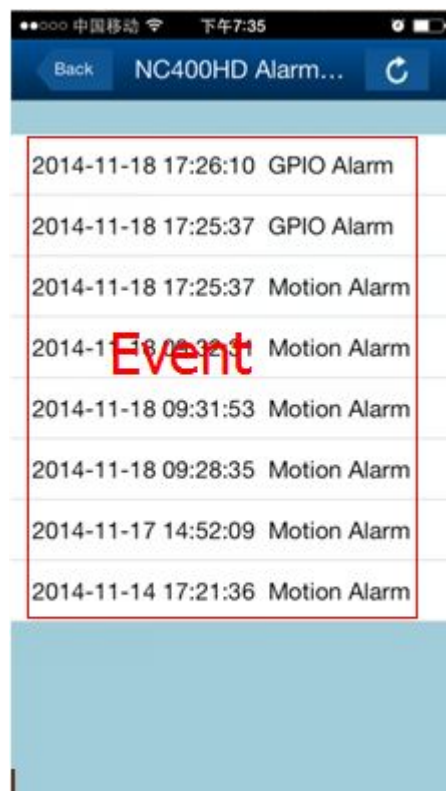 中国移动 下午7:35
Back NC400HD Alarm...
2014-11-18 17:26:10 GPIO Alarm
2014-11-18 17:25:37 GPIO Alarm
2014-11-18 17:25:37 Motion Alarm
Event
Motion Alarm
2014-11-18 09:31:53 Motion Alarm
2014-11-18 09:28:35 Motion Alarm
2014-11-17 14:52:09 Motion Alarm
2014-11-14 17:21:36 Motion Alarm